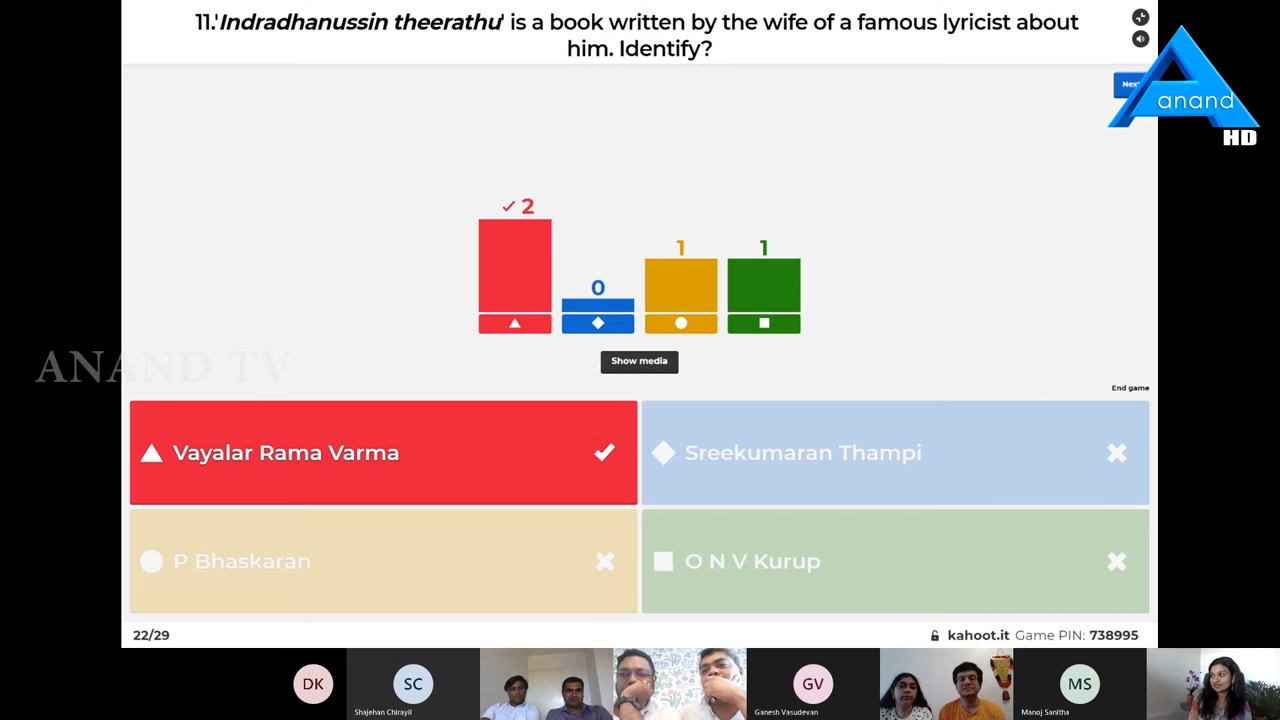 11.'Indradhanussin theerathu' is a book written by the wife of a famous lyricist about
him. Identify?
Next
anand
HD
2
0
1
1
Show media
ANAND TV
End game
Vayalar Rama Varma
Sreekumaran Thampi
P Bhaskaran
O N V Kurup
22/29
kahoot.it Game PIN: 738995
DK
SC
GV
MS
Shajehan Chirayil
Ganesh Vasudevan
Manoj Sanitha